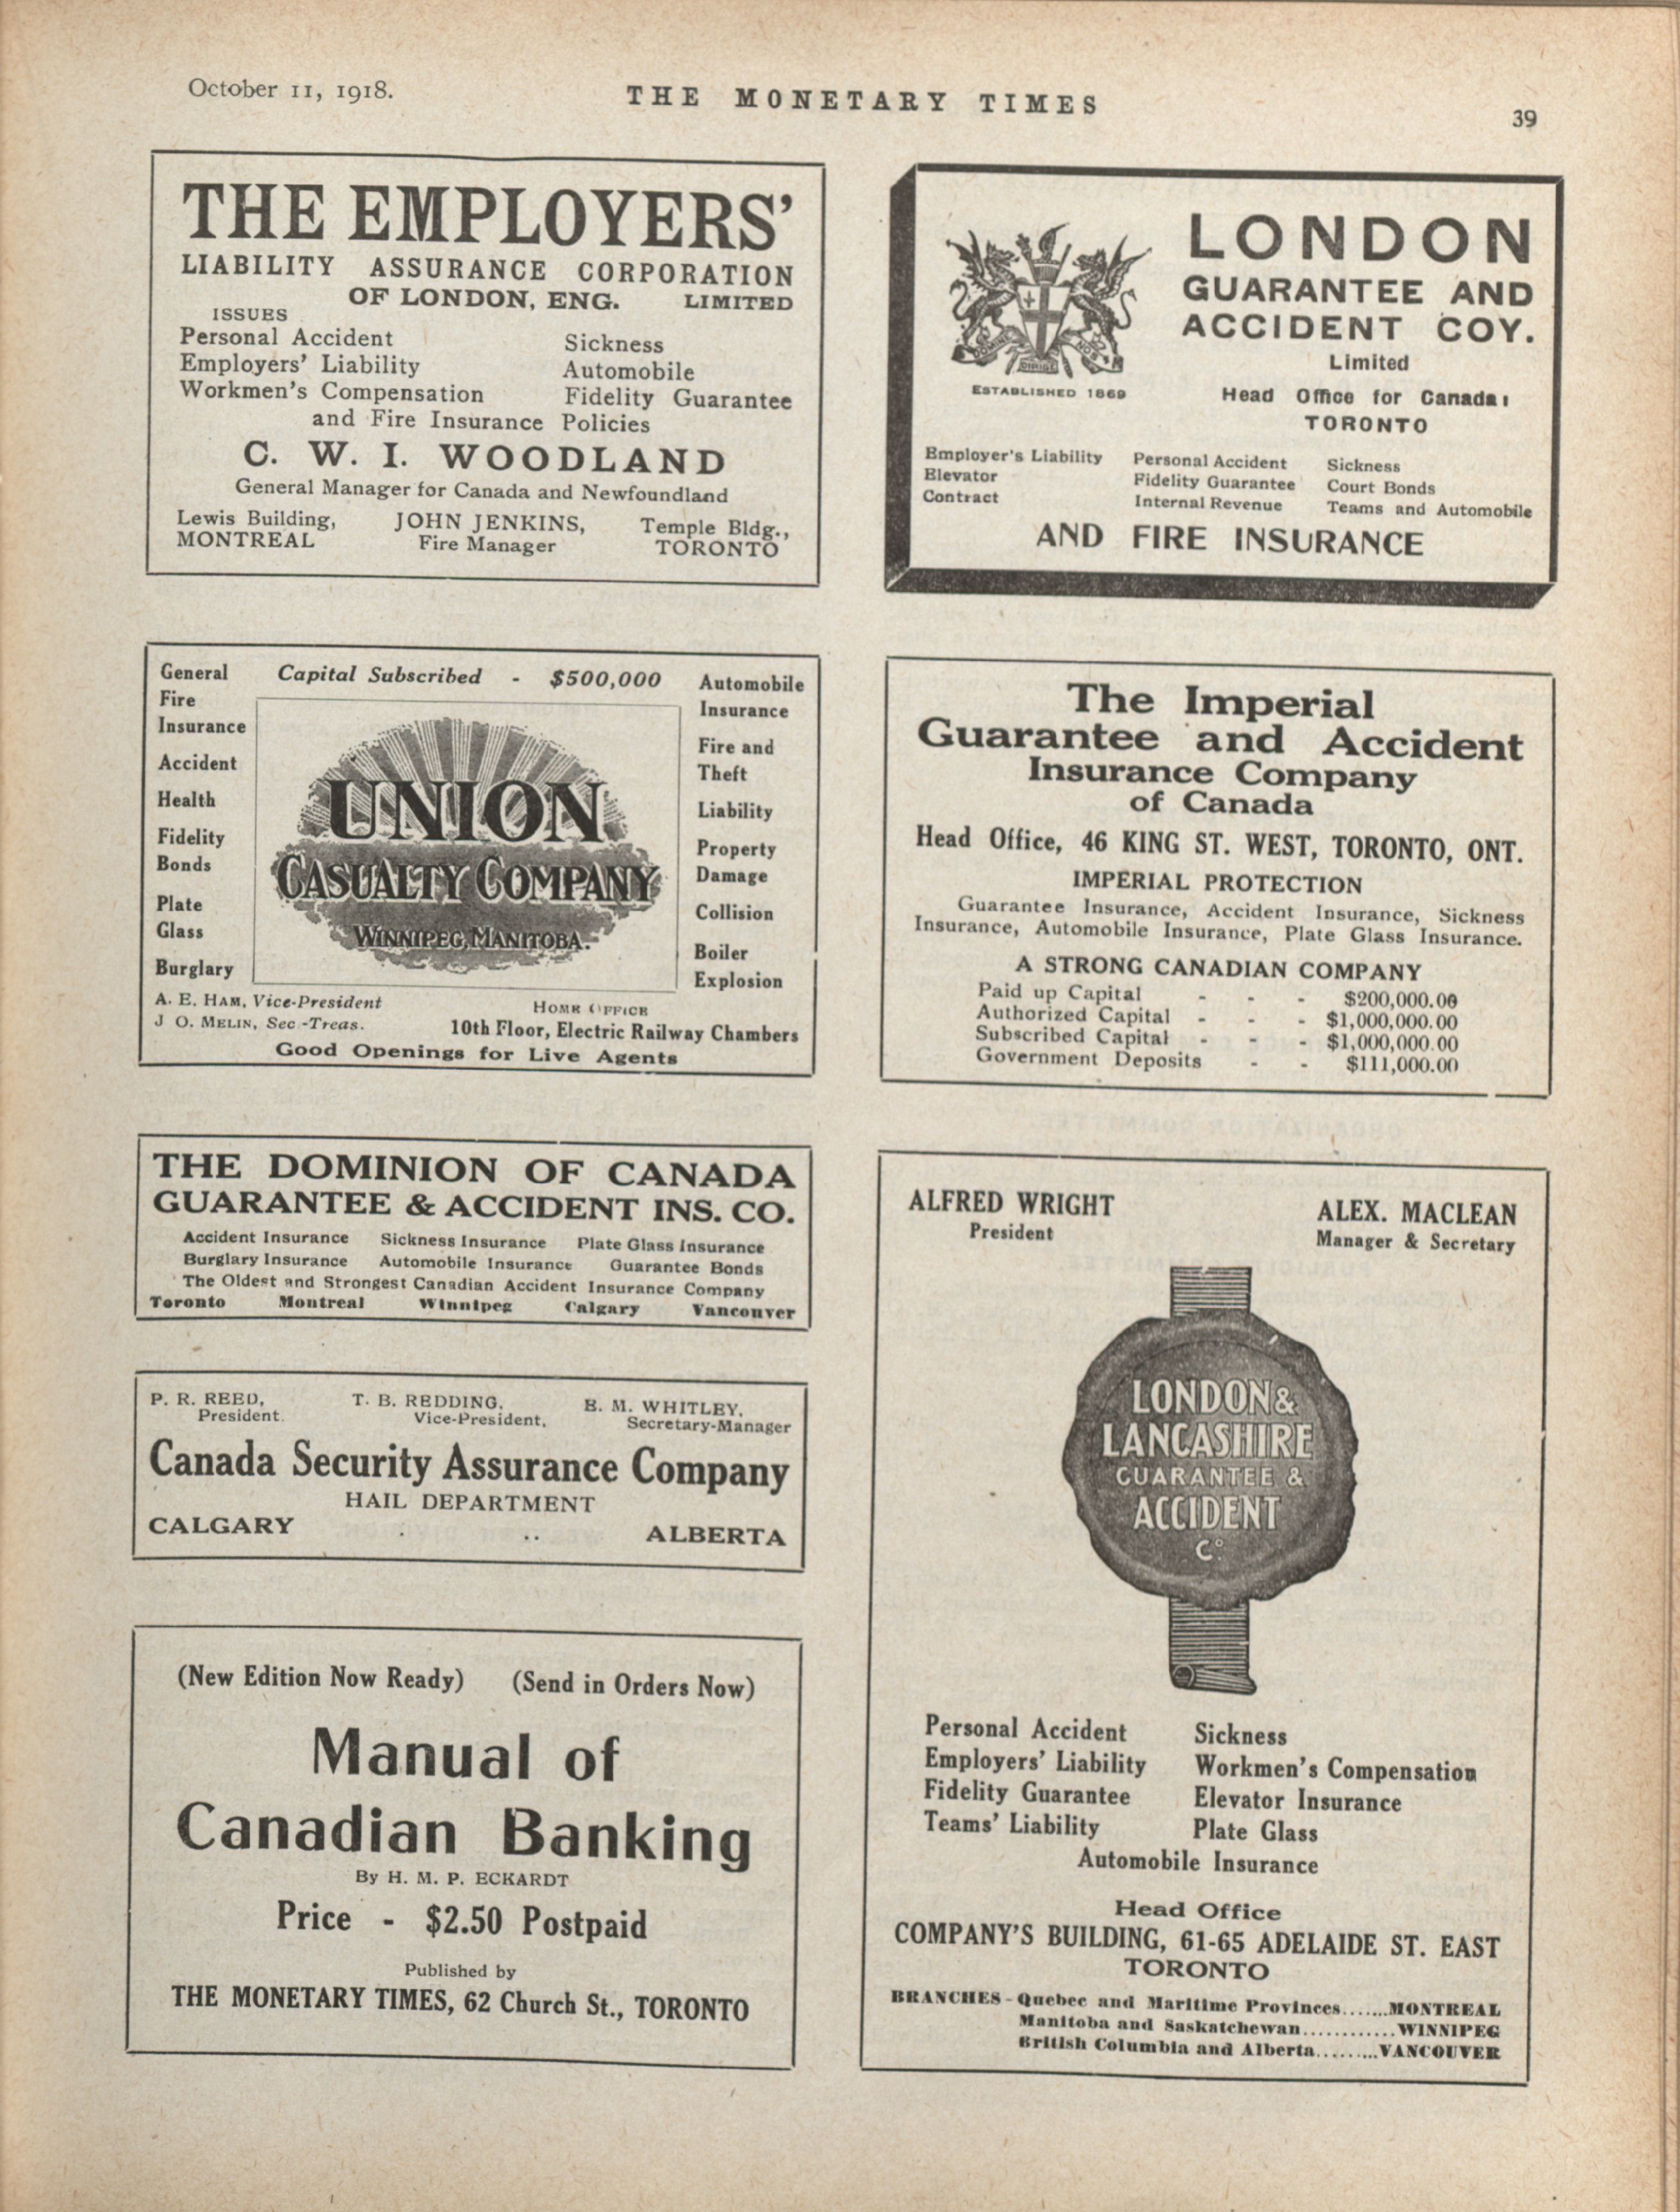 October 11, 1918.
THE MONETARY TIMES
39
THE EMPLOYERS'
LIABILITY ASSURANCE CORPORATION
OF LONDON, ENG. LIMITED
ISSUES
Personal Accident Sickness
Employers' Liability Automobile
Workmen's Compensation Fidelity Guarantee
and Fire Insurance Policies
C. W. I. WOODLAND
General Manager for Canada and Newfoundland
Lewis Building, JOHN JENKINS, Temple Bldg.,
MONTREAL Fire Manager TORONTO
LONDON
GUARANTEE AND
ACCIDENT COY.
Limited
ESTABLISHED 1869
Head Office for Canada:
TORONTO
Employer's Liability Personal Accident Sickness
Elevator Fidelity Guarantee Court Bonds
Contract Internal Revenue Teams and Automobile
AND FIRE INSURANCE
Capital Subscribed - $500,000
General
Fire
Insurance
Accident
Health
Fidelity
Bonds
Plate
Glass
Burglary
UNION
CASUALTY COMPANY
WINNIPEG, MANITOBA.
Automobile
Insurance
Fire and
Theft
Liability
Property
Damage
Collision
Boiler
Explosion
A. E. HAM, Vice-President
J O. MELIN, Sec.-Treas.
HOME OFFICE
10th Floor, Electric Railway Chambers
Good Openings for Live Agents
The Imperial
Guarantee and Accident
Insurance Company
of Canada
Head Office, 46 KING ST. WEST, TORONTO, ONT.
IMPERIAL PROTECTION
Guarantee Insurance, Accident Insurance, Sickness
Insurance, Automobile Insurance, Plate Glass Insurance.
A STRONG CANADIAN COMPANY
Paid up Capital - - - $200,000.00
Authorized Capital - - - $1,000,000.00
Subscribed Capital - - - $1,000,000.00
Government Deposits - - $111,000.00
THE DOMINION OF CANADA
GUARANTEE & ACCIDENT INS. CO.
Accident Insurance Sickness Insurance Plate Glass Insurance
Burglary Insurance Automobile Insurance Guarantee Bonds
The Oldest and Strongest Canadian Accident Insurance Company
Toronto Montreal Winnipeg Calgary Vancouver
P. R. REED, T. B. REDDING, B. M. WHITLEY,
President. Vice-President, Secretary-Manager
Canada Security Assurance Company
HAIL DEPARTMENT
CALGARY . .. ALBERTA
(New Edition Now Ready) (Send in Orders Now)
Manual of
Canadian Banking
By H. M. P. ECKARDT
Price - $2.50 Postpaid
Published by
THE MONETARY TIMES, 62 Church St., TORONTO
ALFRED WRIGHT
President
ALEX. MACLEAN
Manager & Secretary
LONDON &
LANCASHIRE
GUARANTEE &
ACCIDENT
Co.
Personal Accident Sickness
Employers' Liability Workmen's Compensation
Fidelity Guarantee Elevator Insurance
Teams' Liability Plate Glass
Automobile Insurance
Head Office
COMPANY'S BUILDING, 61-65 ADELAIDE ST. EAST
TORONTO
BRANCHES - Quebec and Maritime Provinces.......MONTREAL
Manitoba and Saskatchewan............WINNIPEG
British Columbia and Alberta.........VANCOUVER